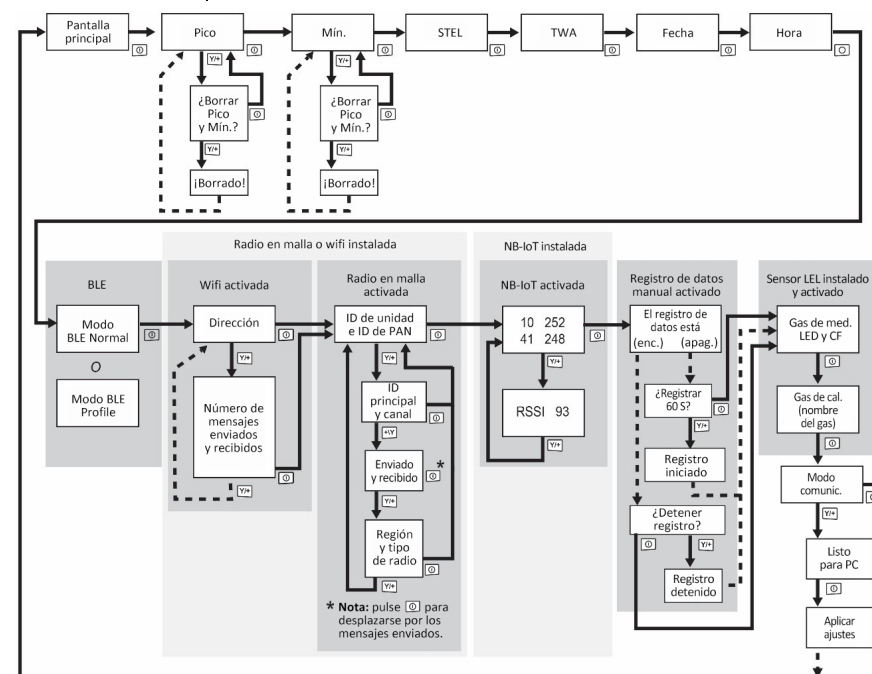 Pantalla
principal
Pico
Mín.
STEL
TWA
Fecha
Hora
Y/+
Y/+
¿Borrar
Pico
y Mín.?
¿Borrar
Pico
y Mín.?
Y/+
Y/+
¡Borrado!
¡Borrado!
Radio en malla o wifi instalada
NB-IoT instalada
BLE
Modo
BLE Normal
O
Modo BLE
Profile
Wifi activada
Dirección
Y/+
Número de
mensajes
enviados
y recibidos
Y/+
Radio en malla
activada
ID de unidad
e ID de PAN
Y/+
ID
principal
y canal
Y/+
Enviado
y recibido
*
Y/+
Región
y tipo
de radio
Y/+
* Nota: pulse para
desplazarse por los
mensajes enviados.
NB-IoT activada
10 252
41 248
Y/+
RSSI 93
Y/+
Registro de datos
manual activado
El registro de
datos está
(enc.) (apag.)
¿Registrar
60 S?
Y/+
Registro
iniciado
¿Detener
registro?
Y/+
Registro
detenido
Sensor LEL instalado
y activado
Gas de med.
LED y CF
Gas de cal.
(nombre
del gas)
Modo
comunic.
Y/+
Listo
para PC
Aplicar
ajustes